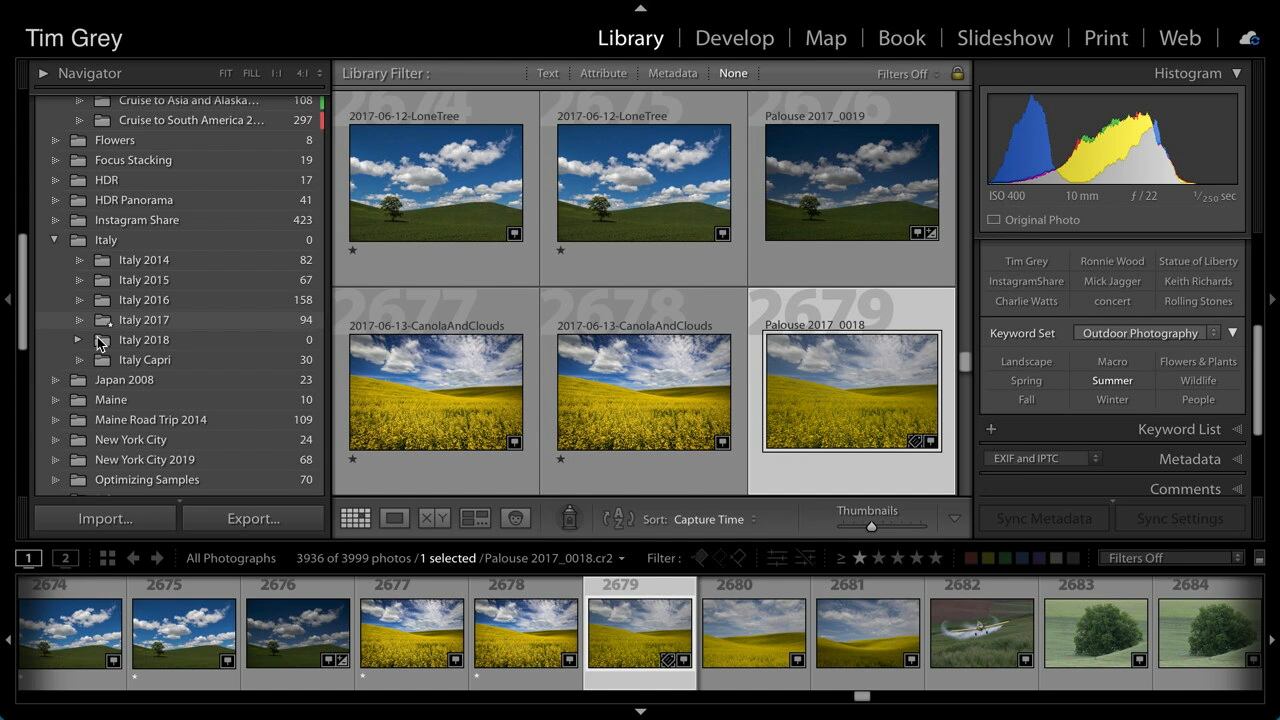 Tim Grey
Library | Develop | Map | Book | Slideshow | Print | Web
Navigator FIT FILL 1:1 4:1
Cruise to Asia and Alaska... 108
Cruise to South America 2... 297
Flowers 8
Focus Stacking 19
HDR 17
HDR Panorama 41
Instagram Share 423
Italy 0
Italy 2014 82
Italy 2015 67
Italy 2016 158
Italy 2017 94
Italy 2018 0
Italy Capri 30
Japan 2008 23
Maine 10
Maine Road Trip 2014 109
New York City 24
New York City 2019 68
Optimizing Samples 70
Import... Export...
Library Filter : Text | Attribute | Metadata | None Filters Off
2674 2675 2676
2017-06-12-LoneTree 2017-06-12-LoneTree Palouse 2017_0019
2677 2678 2679
2017-06-13-CanolaAndClouds 2017-06-13-CanolaAndClouds Palouse 2017_0018
Sort: Capture Time Thumbnails
Histogram
ISO 400 10 mm ƒ / 22 1/250 sec
Original Photo
Tim Grey Ronnie Wood Statue of Liberty
InstagramShare Mick Jagger Keith Richards
Charlie Watts concert Rolling Stones
Keyword Set Outdoor Photography
Landscape Macro Flowers & Plants
Spring Summer Wildlife
Fall Winter People
Keyword List
EXIF and IPTC Metadata
Comments
Sync Metadata Sync Settings
1 2 All Photographs 3936 of 3999 photos / 1 selected / Palouse 2017_0018.cr2 Filter : ≥ Filters Off
2674 2675 2676 2677 2678 2679 2680 2681 2682 2683 2684